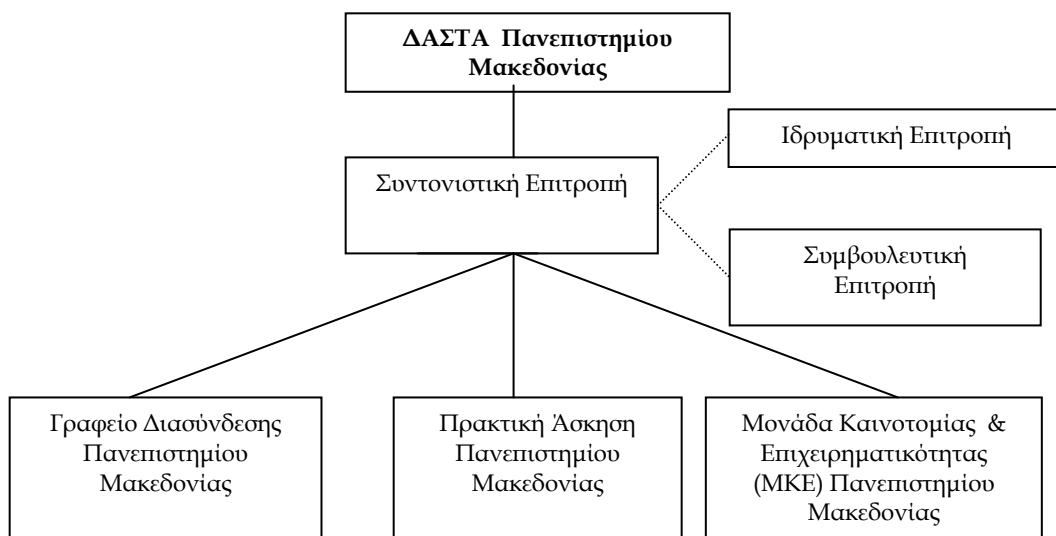 ΔΑΣΤΑ Πανεπιστημίου
Μακεδονίας
Ιδρυματική Επιτροπή
Συντονιστική Επιτροπή
Συμβουλευτική
Επιτροπή
Γραφείο Διασύνδεσης
Πανεπιστημίου
Μακεδονίας
Πρακτική Άσκηση
Πανεπιστημίου
Μακεδονίας
Μονάδα Καινοτομίας &
Επιχειρηματικότητας
(ΜΚΕ) Πανεπιστημίου
Μακεδονίας